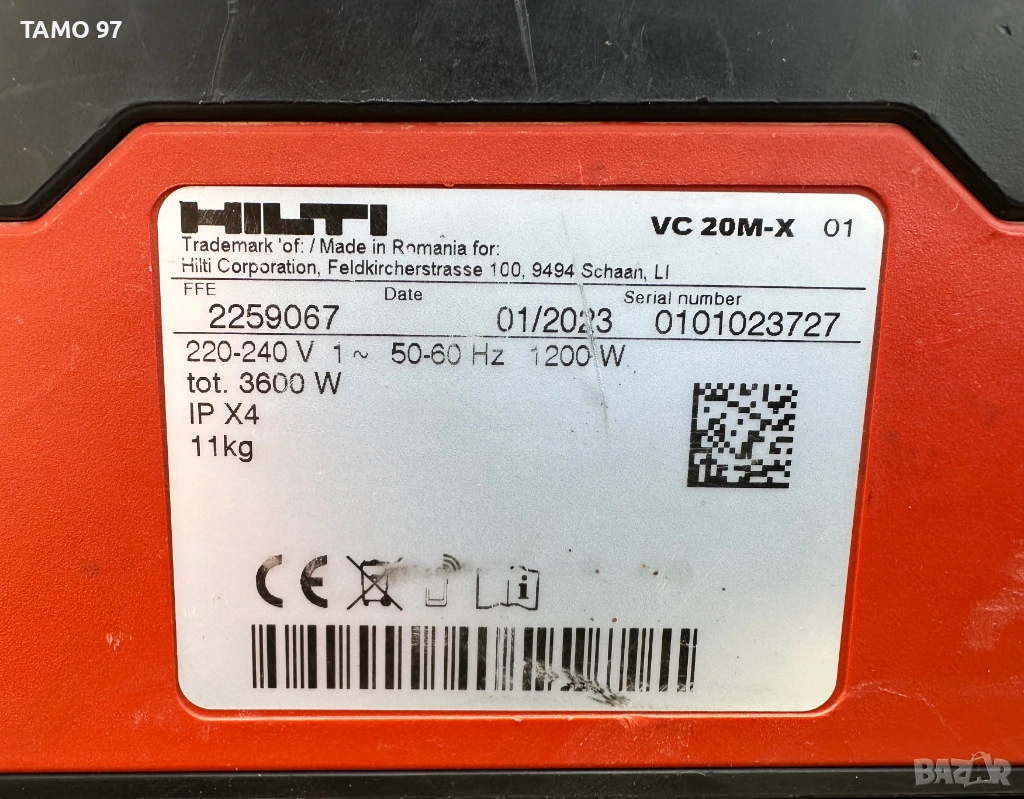 TAMO 97
HILTI
VC 20M-X 01
Trademark of: / Made in Romania for:
Hilti Corporation, Feldkircherstrasse 100, 9494 Schaan, LI
FFE Date Serial number
2259067 01/2023 0101023727
220-240 V 1~ 50-60 Hz 1200 W
tot. 3600 W
IP X4
11kg
CE
i
BAZAR